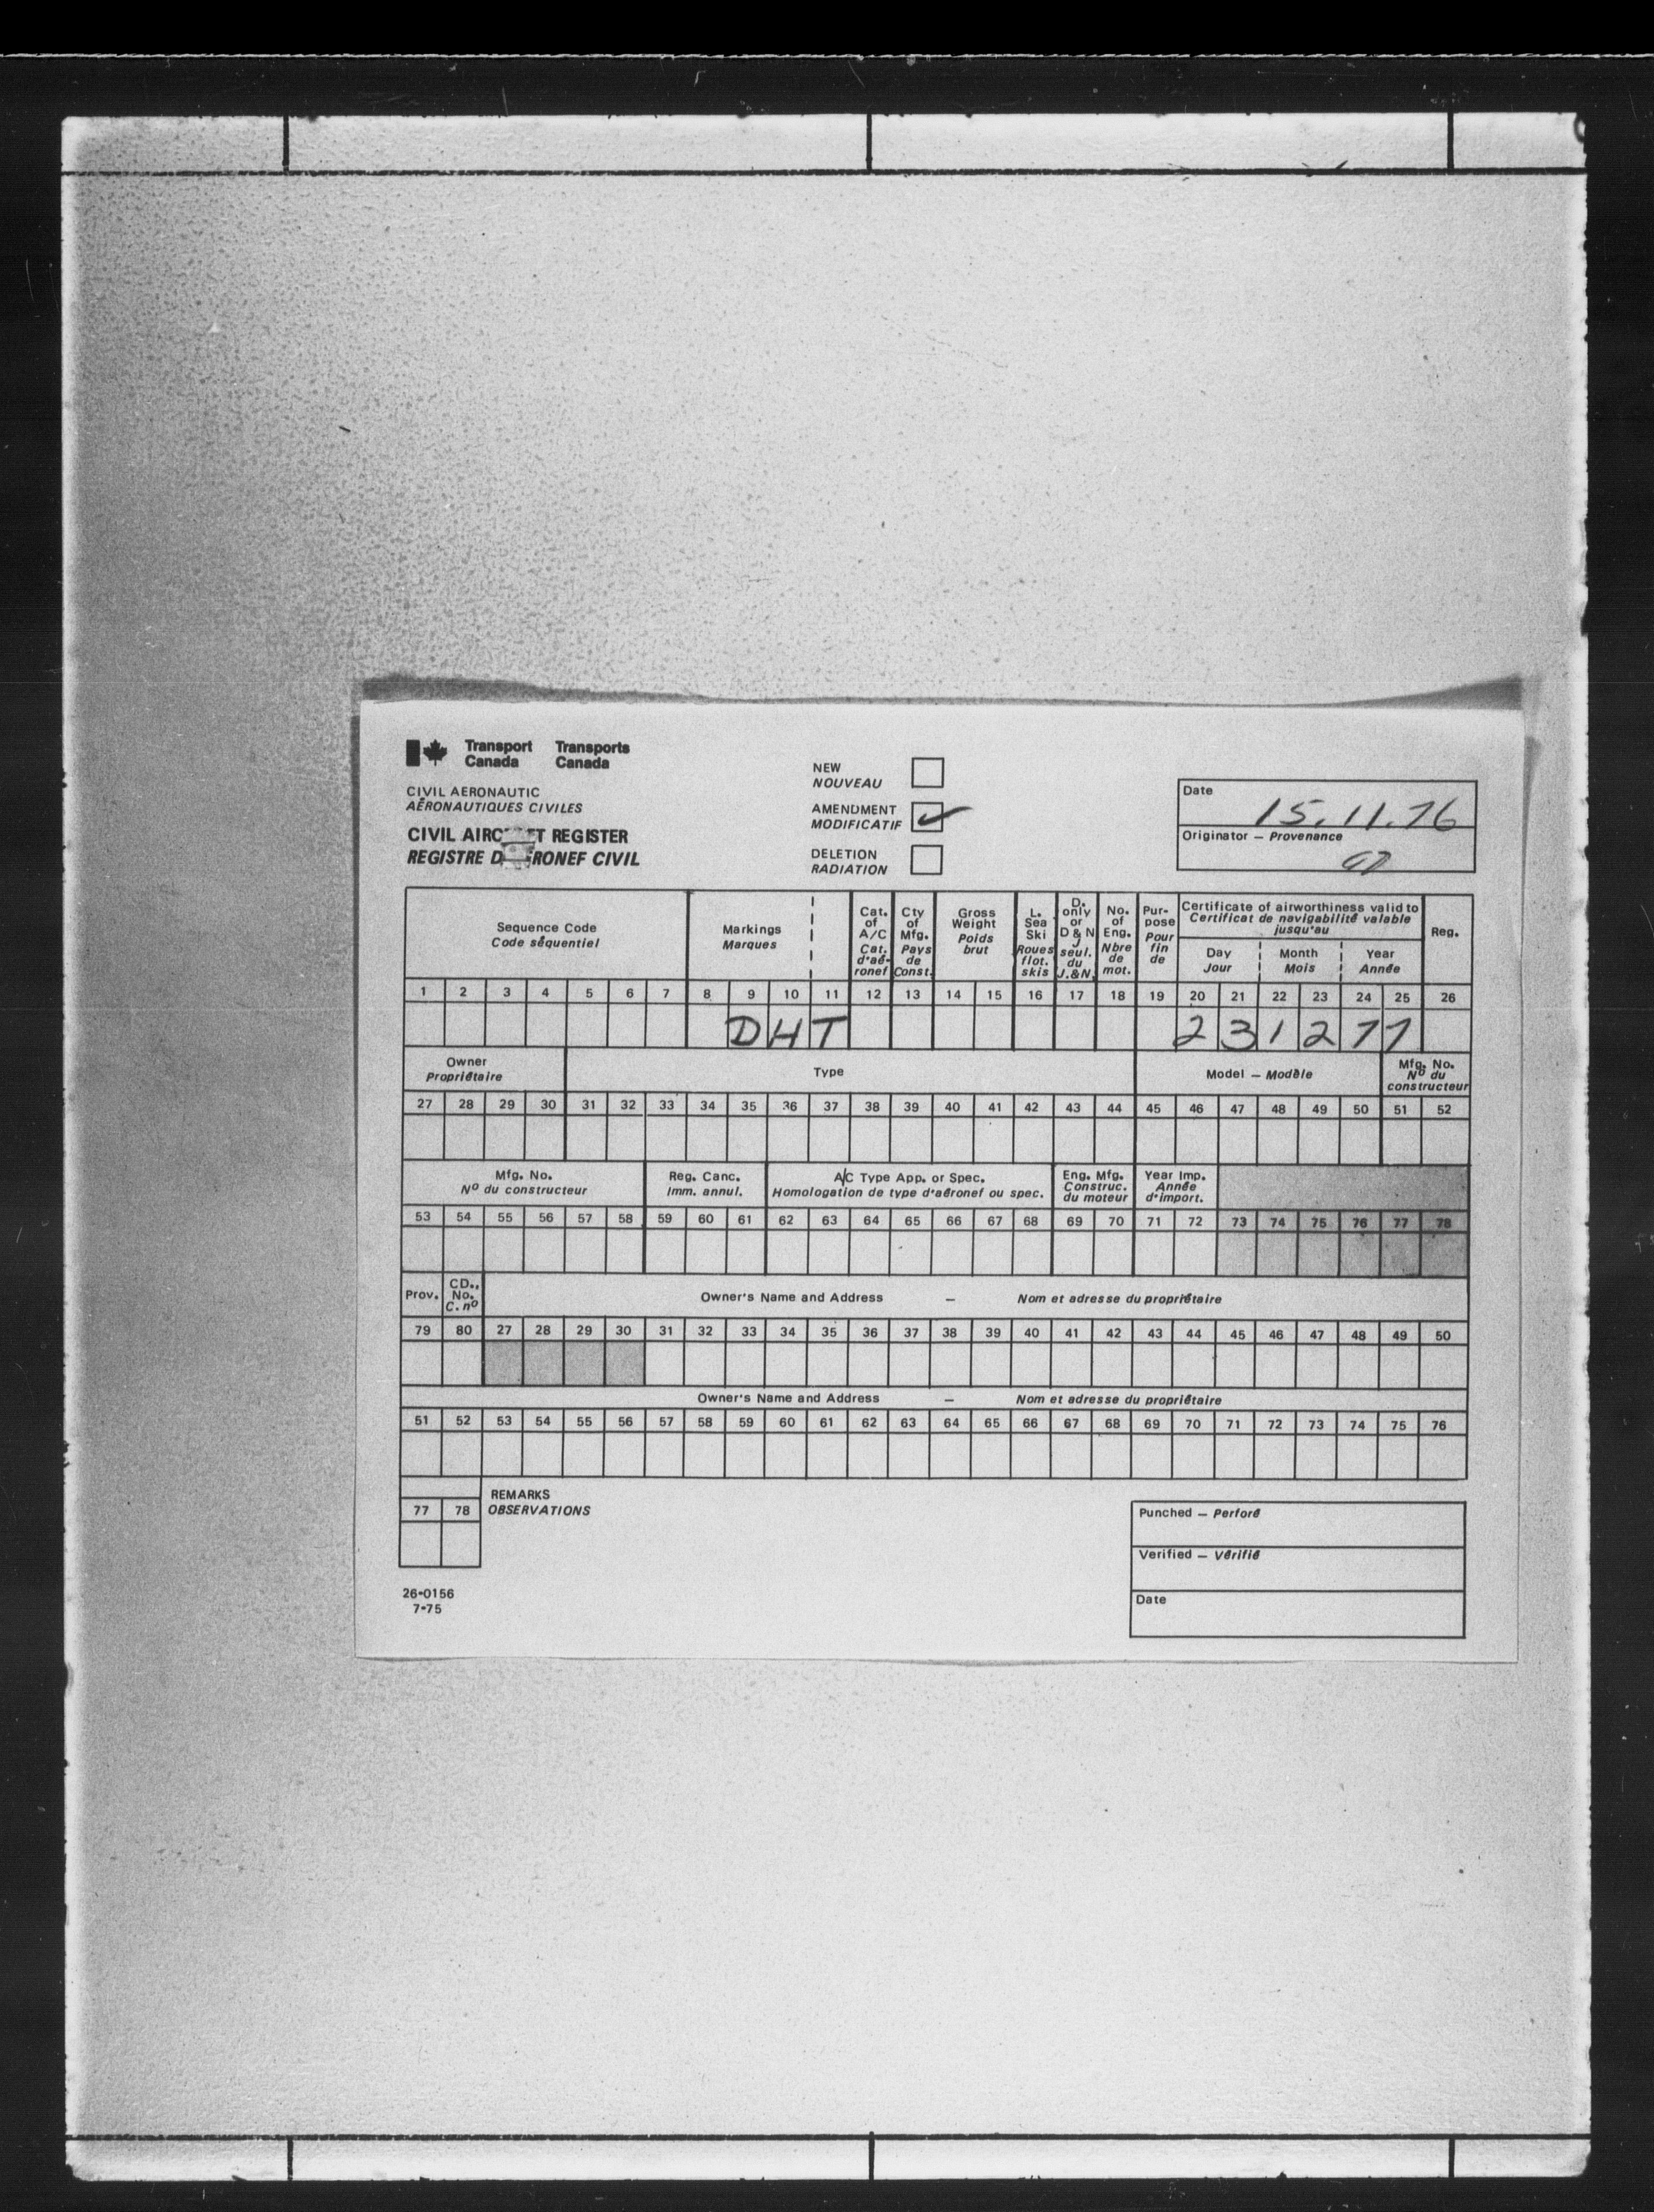 Transport Canada Transports Canada
CIVIL AERONAUTIC
AÉRONAUTIQUES CIVILES
CIVIL REGISTER
REGISTRE CIVIL
NEW
NOUVEAU
AMENDMENT
MODIFICATIF ✓
DELETION
RADIATION
Date
15.11.76
Originator — Provenance
Sequence Code
Code séquentiel
Markings
Marques
Cat. of A/C
Cat. d'aé-ronef
Cty of Mfg.
Pays de Const.
Gross Weight
Poids brut
L. Sea Ski
Roues flot. skis
D. only or D & N
J seul. du J.&N.
No. of Eng.
Nbre de mot.
Pur-pose
Pour fin de
Certificate of airworthiness valid to
Certificat de navigabilité valable jusqu'au
Day Month Year
Jour Mois Année
Reg.
1 2 3 4 5 6 7 8 9 10 11 12 13 14 15 16 17 18 19 20 21 22 23 24 25 26
D H T 2 3 1 2 7 7
Owner
Propriétaire
Type
Model — Modèle
Mfg. No.
Nº du constructeur
27 28 29 30 31 32 33 34 35 36 37 38 39 40 41 42 43 44 45 46 47 48 49 50 51 52
Mfg. No.
Nº du constructeur
Reg. Canc.
Imm. annul.
A/C Type App. or Spec.
Homologation de type d'aéronef ou spec.
Eng. Mfg.
Construc. du moteur
Year Imp.
Année d'import.
53 54 55 56 57 58 59 60 61 62 63 64 65 66 67 68 69 70 71 72 73 74 75 76 77 78
Prov.
CD., No.
C. nº
Owner's Name and Address — Nom et adresse du propriétaire
79 80 27 28 29 30 31 32 33 34 35 36 37 38 39 40 41 42 43 44 45 46 47 48 49 50
Owner's Name and Address — Nom et adresse du propriétaire
51 52 53 54 55 56 57 58 59 60 61 62 63 64 65 66 67 68 69 70 71 72 73 74 75 76
77 78
REMARKS
OBSERVATIONS
Punched — Perforé
Verified — Vérifié
Date
26-0156
7-75